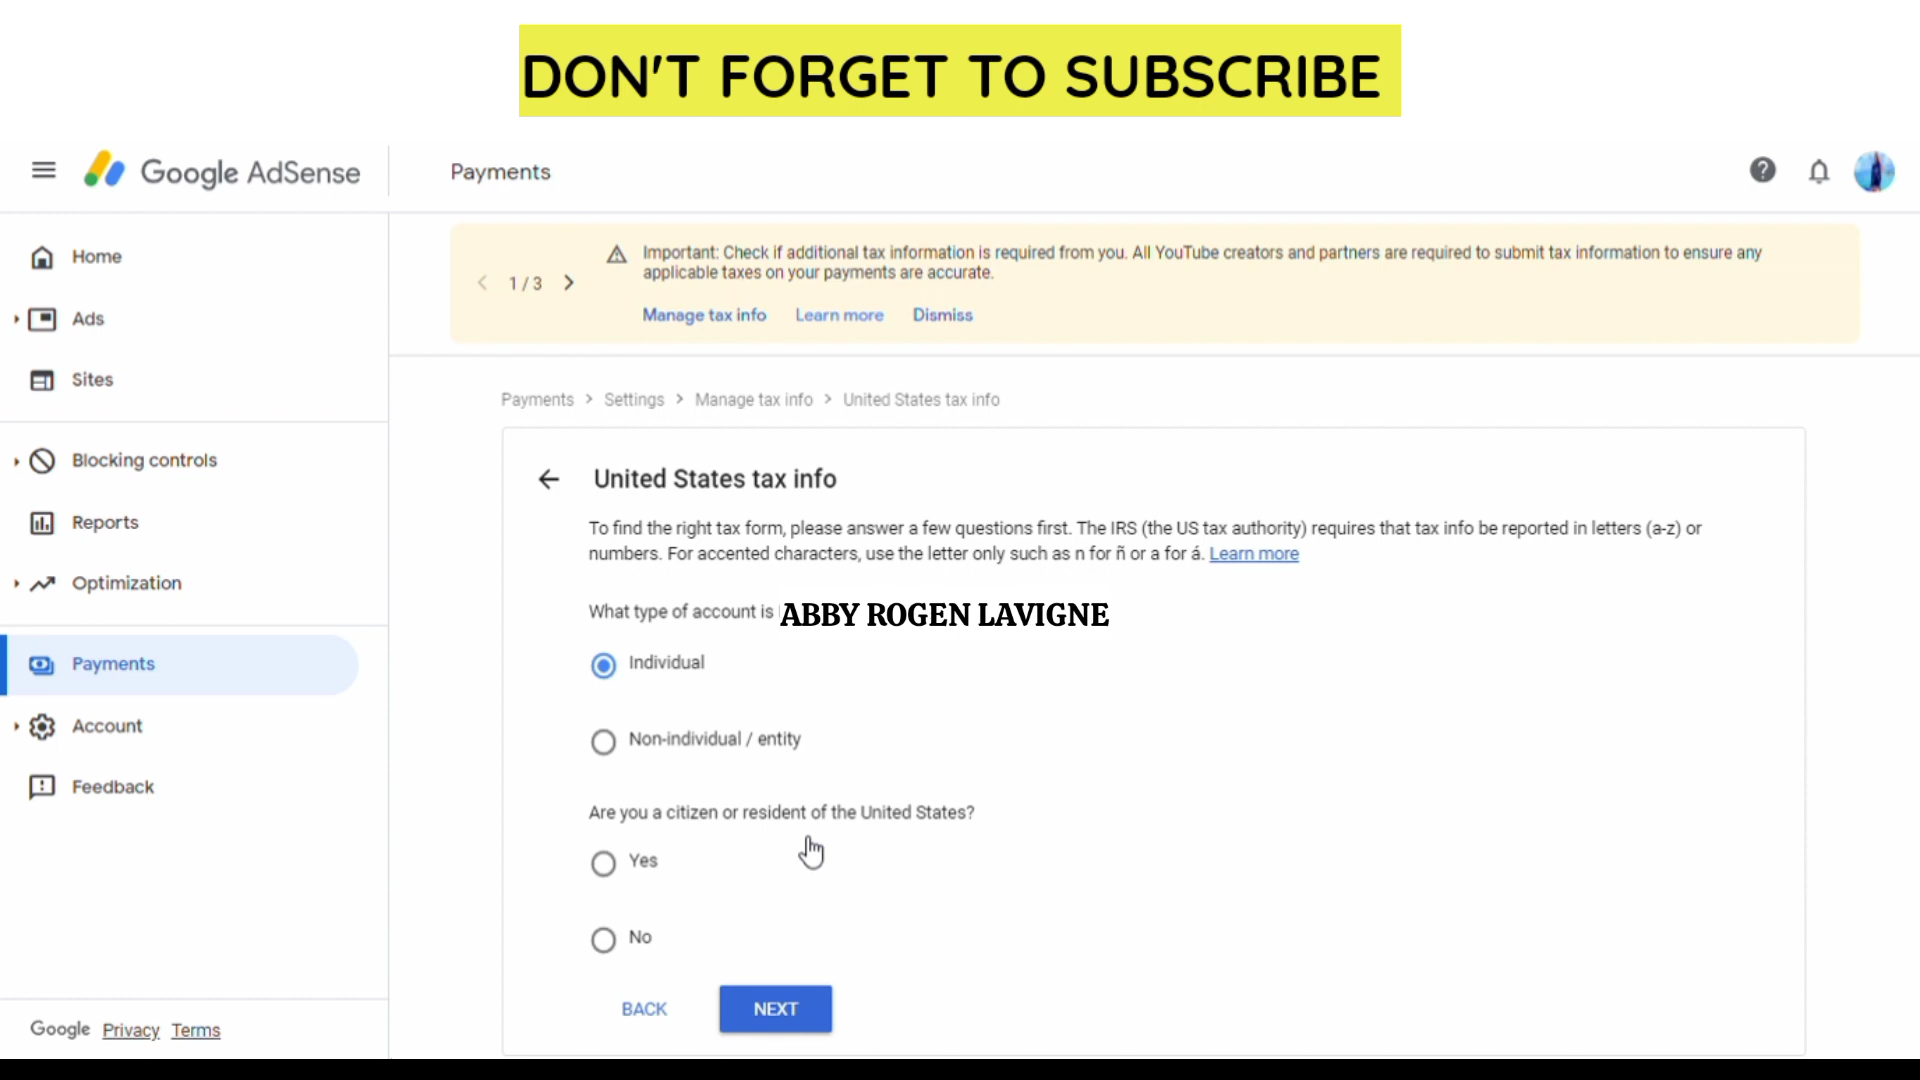 DON'T FORGET TO SUBSCRIBE
Google AdSense
Payments
Home
Ads
Sites
Blocking controls
Reports
Optimization
Payments
Account
Feedback
Google Privacy Terms
1 / 3
Important: Check if additional tax information is required from you. All YouTube creators and partners are required to submit tax information to ensure any
applicable taxes on your payments are accurate.
Manage tax info Learn more Dismiss
Payments > Settings > Manage tax info > United States tax info
United States tax info
To find the right tax form, please answer a few questions first. The IRS (the US tax authority) requires that tax info be reported in letters (a-z) or
numbers. For accented characters, use the letter only such as n for ñ or a for á. Learn more
What type of account is ABBY ROGEN LAVIGNE
Individual
Non-individual / entity
Are you a citizen or resident of the United States?
Yes
No
BACK NEXT